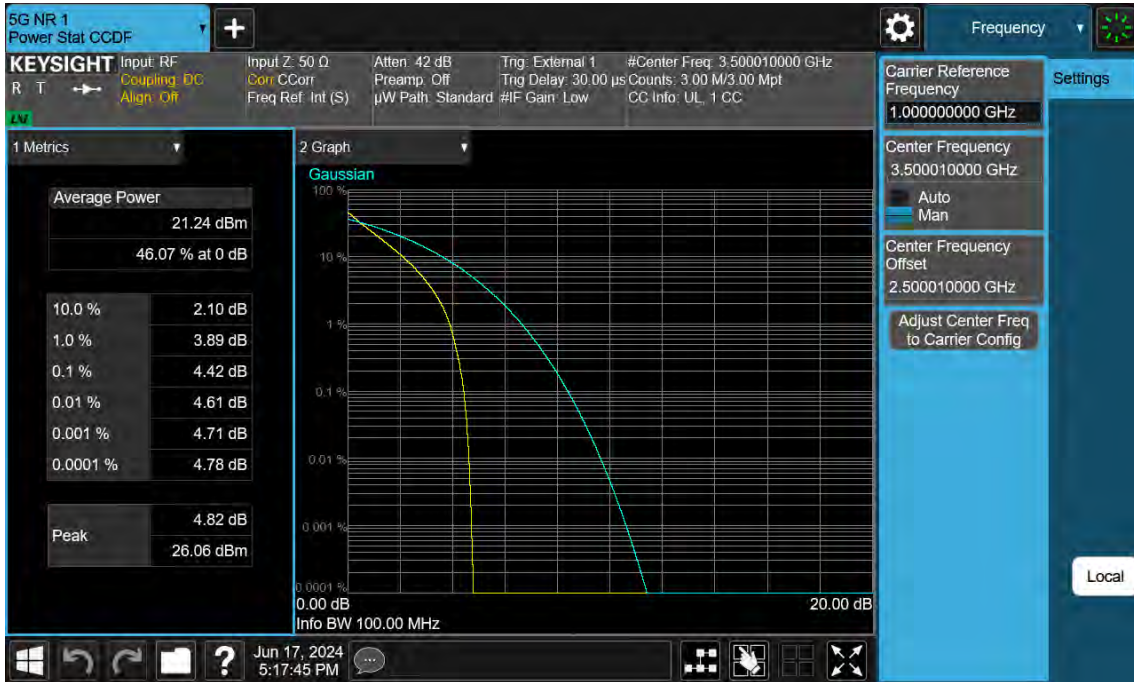 5G NR 1
Power Stat CCDF
+
Frequency
KEYSIGHT
R T
LNI
Input: RF
Coupling: DC
Align: Off
Input Z: 50 Ω
Corr CCorr
Freq Ref: Int (S)
Atten: 42 dB
Preamp: Off
µW Path: Standard
Trig: External 1
Trig Delay: 30.00 µs
#IF Gain: Low
#Center Freq: 3.500010000 GHz
Counts: 3.00 M/3.00 Mpt
CC Info: UL, 1 CC
1 Metrics
Average Power
21.24 dBm
46.07 % at 0 dB
10.0 % 2.10 dB
1.0 % 3.89 dB
0.1 % 4.42 dB
0.01 % 4.61 dB
0.001 % 4.71 dB
0.0001 % 4.78 dB
Peak
4.82 dB
26.06 dBm
2 Graph
Gaussian
100 %
10 %
1 %
0.1 %
0.01 %
0.001 %
0.0001 %
0.00 dB 20.00 dB
Info BW 100.00 MHz
Carrier Reference
Frequency
1.000000000 GHz
Center Frequency
3.500010000 GHz
Auto
Man
Center Frequency
Offset
2.500010000 GHz
Adjust Center Freq
to Carrier Config
Settings
Local
?
Jun 17, 2024
5:17:45 PM